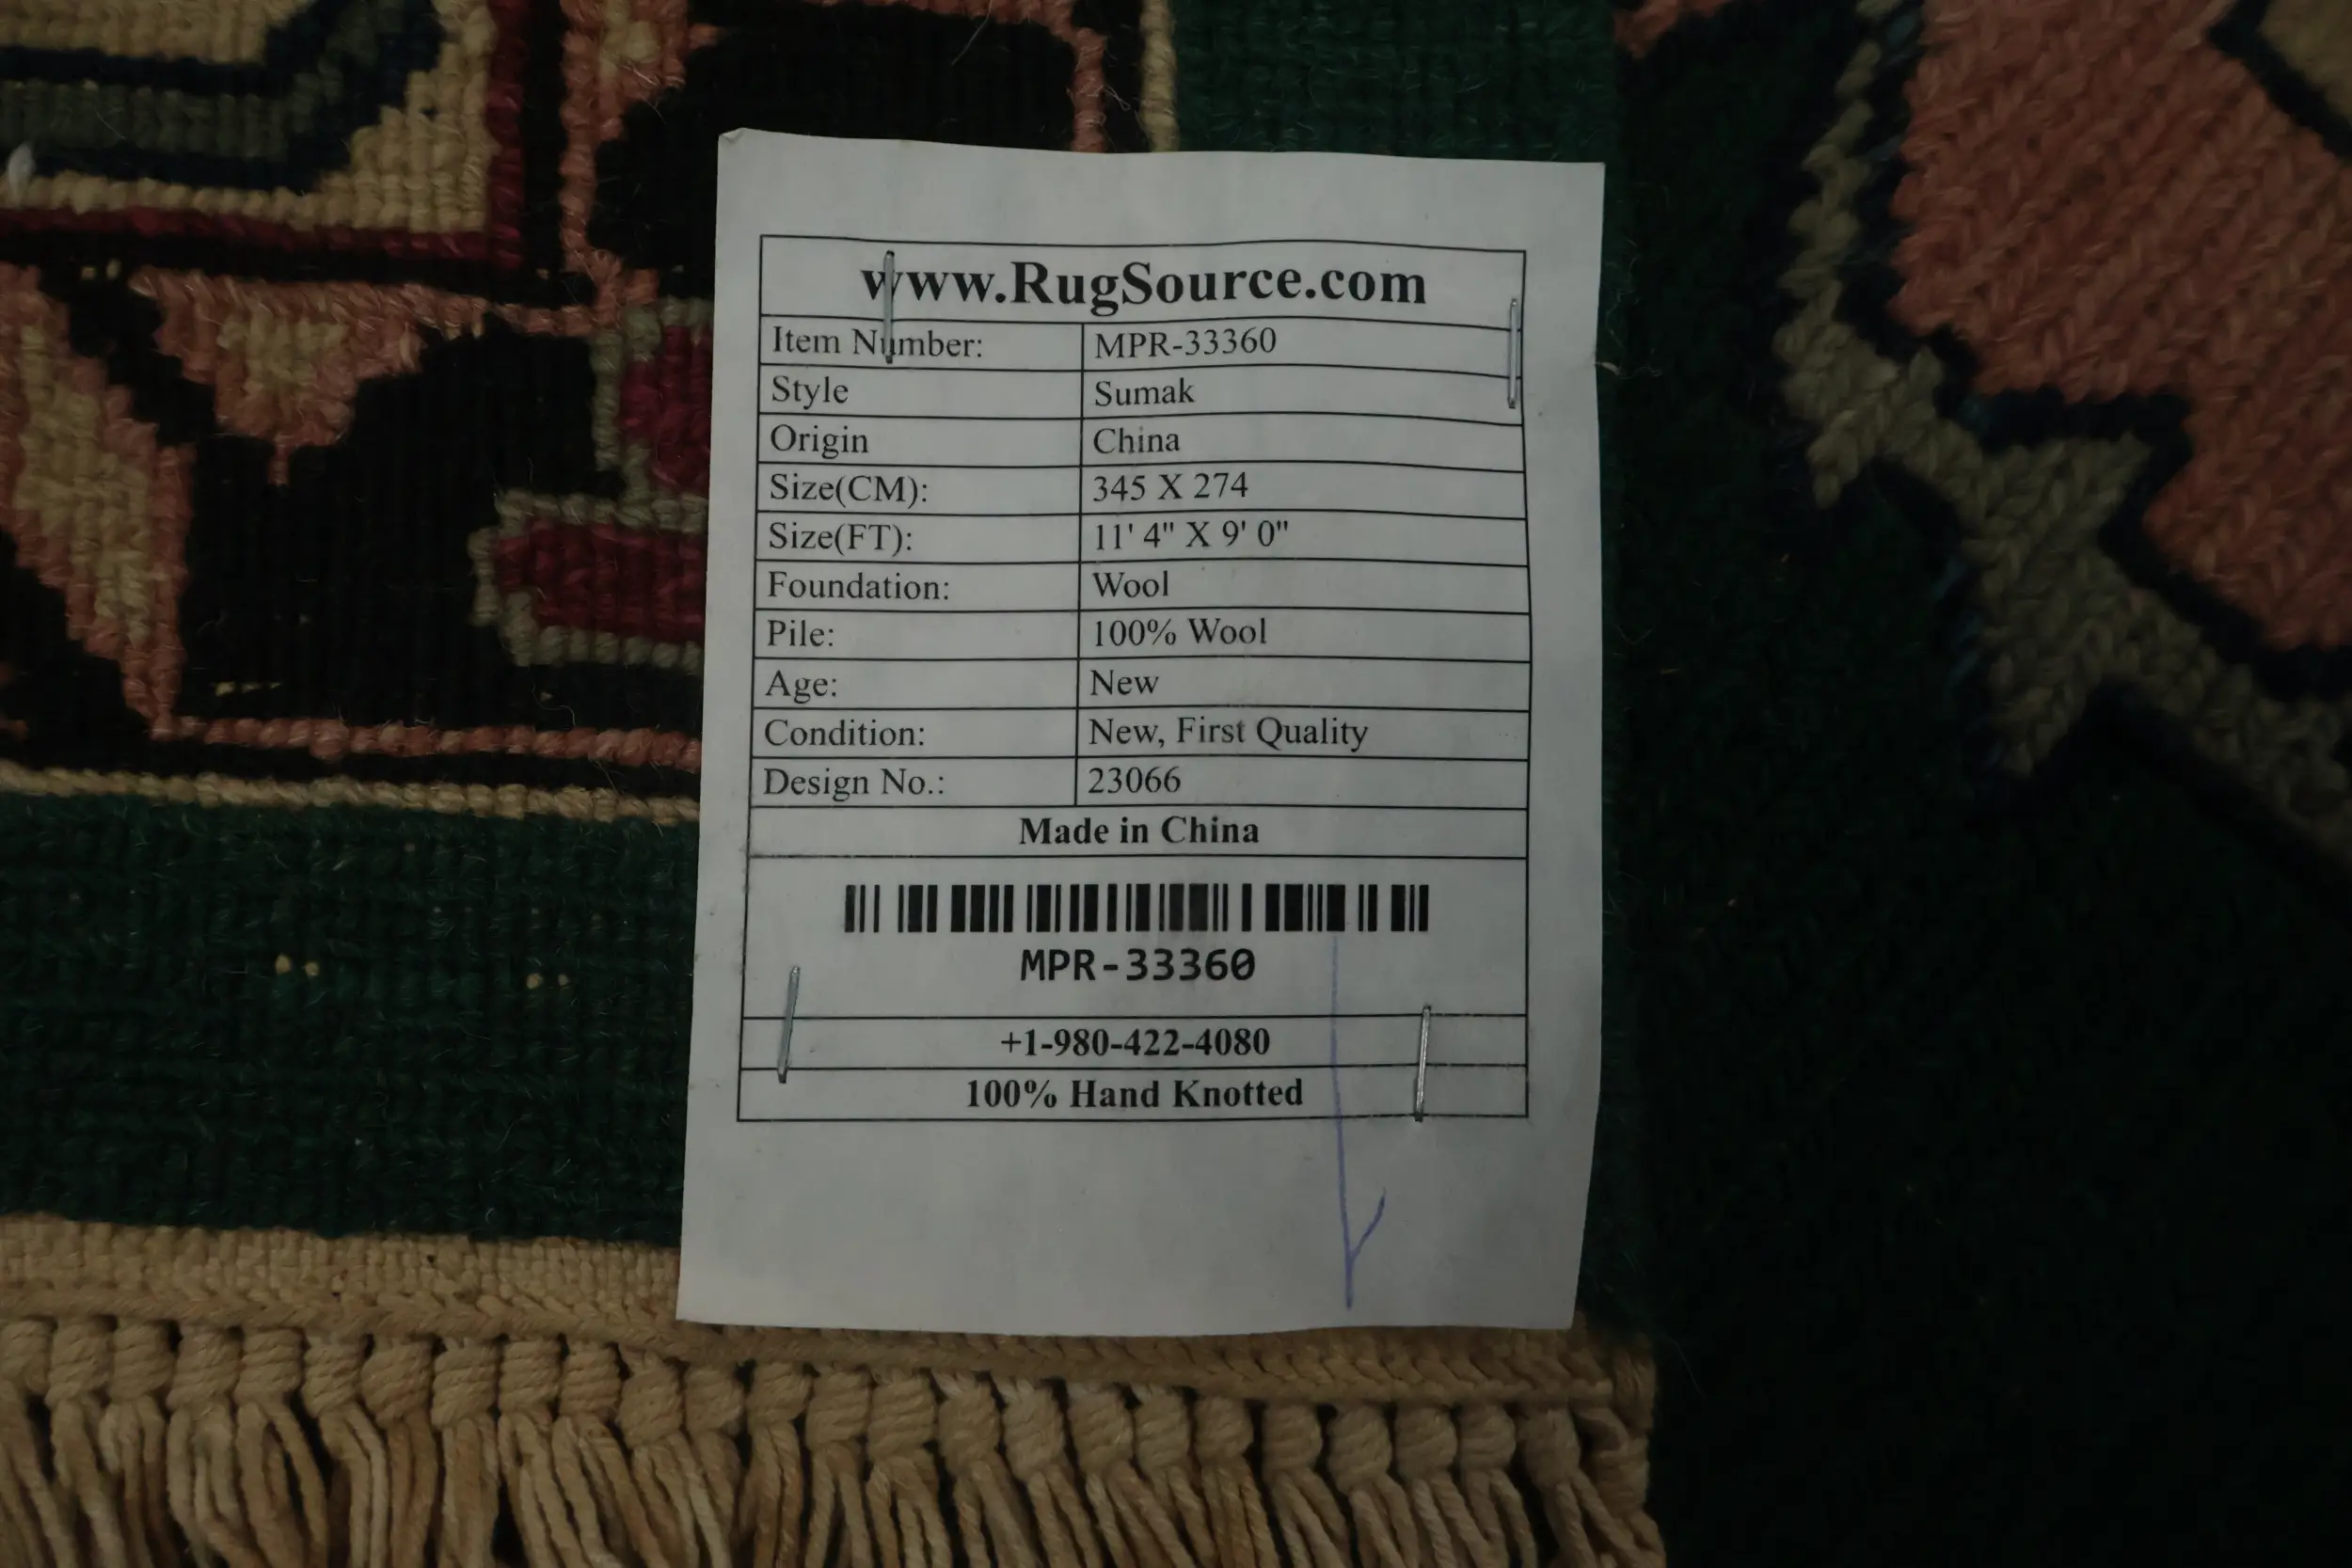 www.RugSource.com
Item Number: MPR-33360
Style Sumak
Origin China
Size(CM): 345 X 274
Size(FT): 11' 4" X 9' 0"
Foundation: Wool
Pile: 100% Wool
Age: New
Condition: New, First Quality
Design No.: 23066
Made in China
MPR-33360
+1-980-422-4080
100% Hand Knotted